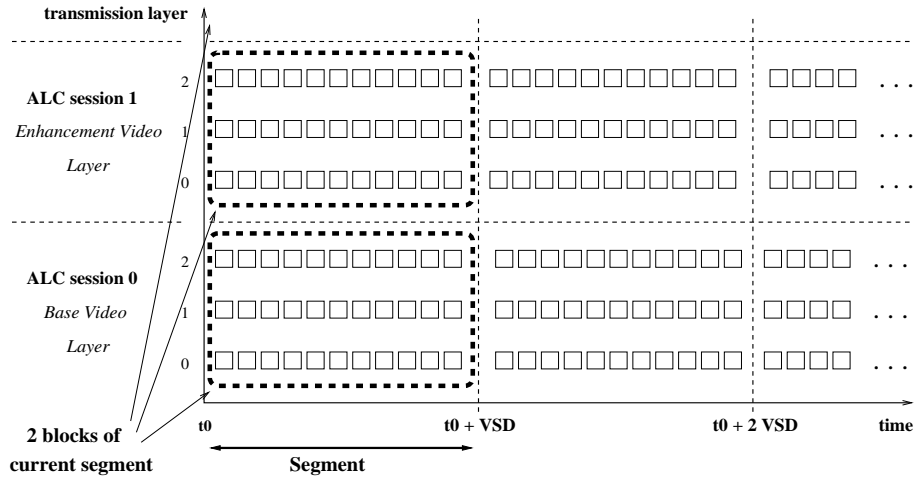 transmission layer
2
ALC session 1
Enhancement Video
1
Layer
0
. . .
. . .
. . .
2
ALC session 0
Base Video
1
Layer
0
. . .
. . .
. . .
t0
t0 + VSD
t0 + 2 VSD
time
2 blocks of
current segment
Segment